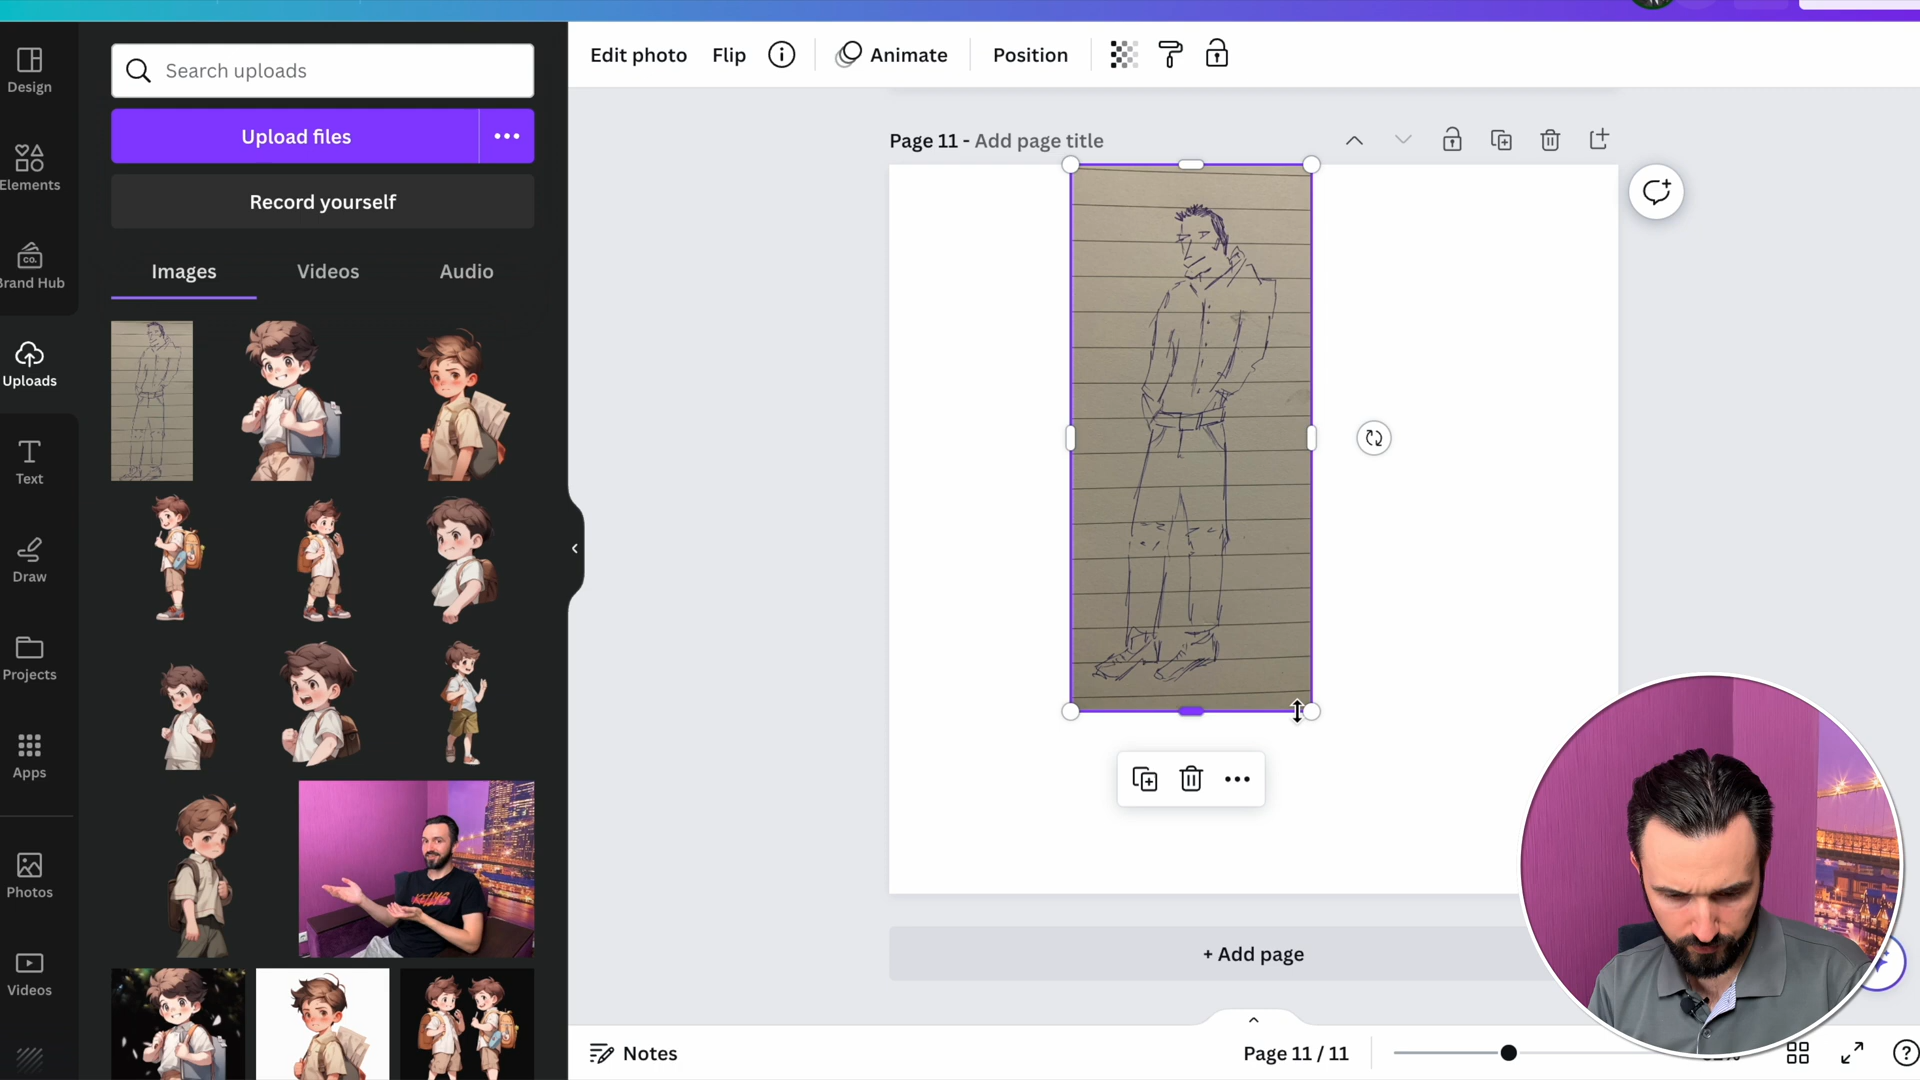 Edit photo
Flip
Animate
Position
Design
Elements
Brand Hub
CO.
Uploads
Text
Draw
Projects
Apps
Photos
Videos
Search uploads
Upload files
Record yourself
Images
Videos
Audio
Page 11 - Add page title
+ Add page
Notes
Page 11 / 11